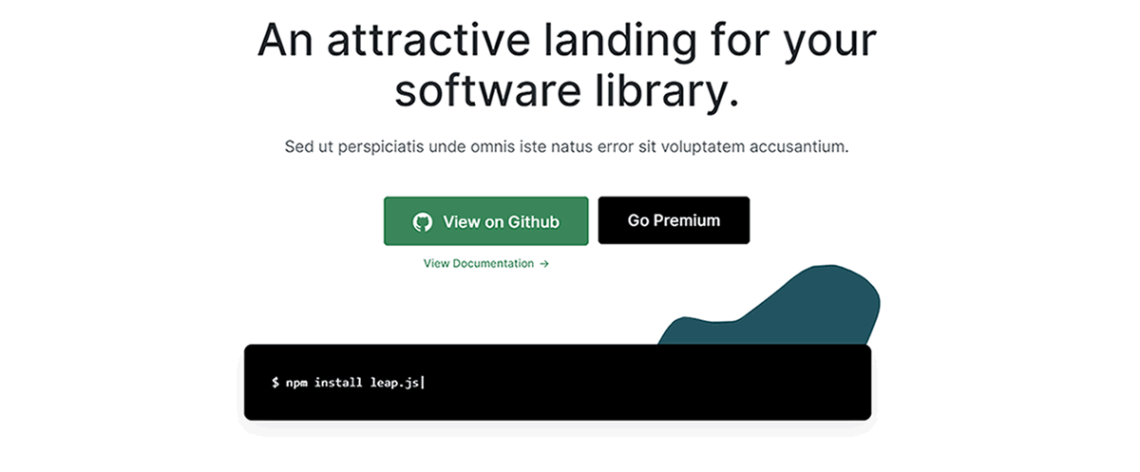 An attractive landing for your
software library.
Sed ut perspiciatis unde omnis iste natus error sit voluptatem accusantium.
View on Github
Go Premium
View Documentation →
$ npm install leap.js